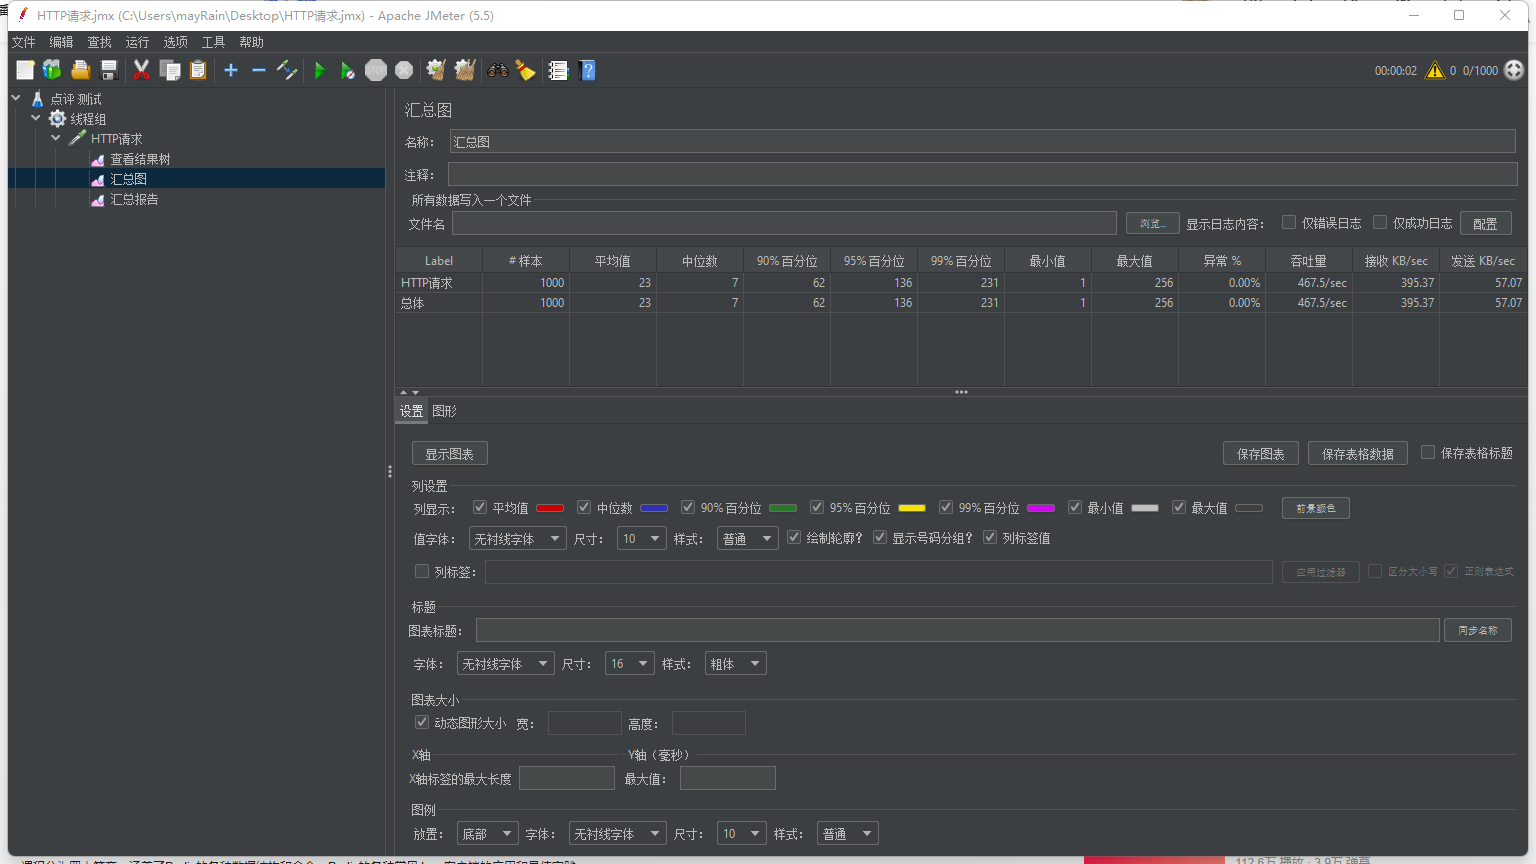 HTTP请求.jmx (C:\Users\mayRain\Desktop\HTTP请求.jmx) - Apache JMeter (5.5)
文件 编辑 查找 运行 选项 工具 帮助
STOP 00:00:02 0 0/1000
点评 测试
线程组
HTTP请求
查看结果树
汇总图
汇总报告
汇总图
名称： 汇总图
注释：
所有数据写入一个文件
文件名 浏览... 显示日志内容： 仅错误日志 仅成功日志 配置
Label # 样本 平均值 中位数 90% 百分位 95% 百分位 99% 百分位 最小值 最大值 异常 % 吞吐量 接收 KB/sec 发送 KB/sec
HTTP请求 1000 23 7 62 136 231 1 256 0.00% 467.5/sec 395.37 57.07
总体 1000 23 7 62 136 231 1 256 0.00% 467.5/sec 395.37 57.07
设置 图形
显示图表 保存图表 保存表格数据 保存表格标题
列设置
列显示： 平均值 中位数 90% 百分位 95% 百分位 99% 百分位 最小值 最大值 前景颜色
值字体： 无衬线字体 尺寸： 10 样式： 普通 绘制轮廓? 显示号码分组? 列标签值
列标签： 应用过滤器 区分大小写 正则表达式
标题
图表标题： 同步名称
字体： 无衬线字体 尺寸： 16 样式： 粗体
图表大小
动态图形大小 宽： 高度：
X轴 Y轴（毫秒）
X轴标签的最大长度 最大值：
图例
放置： 底部 字体： 无衬线字体 尺寸： 10 样式： 普通
112.6万 播放 · 3.9万 弹幕